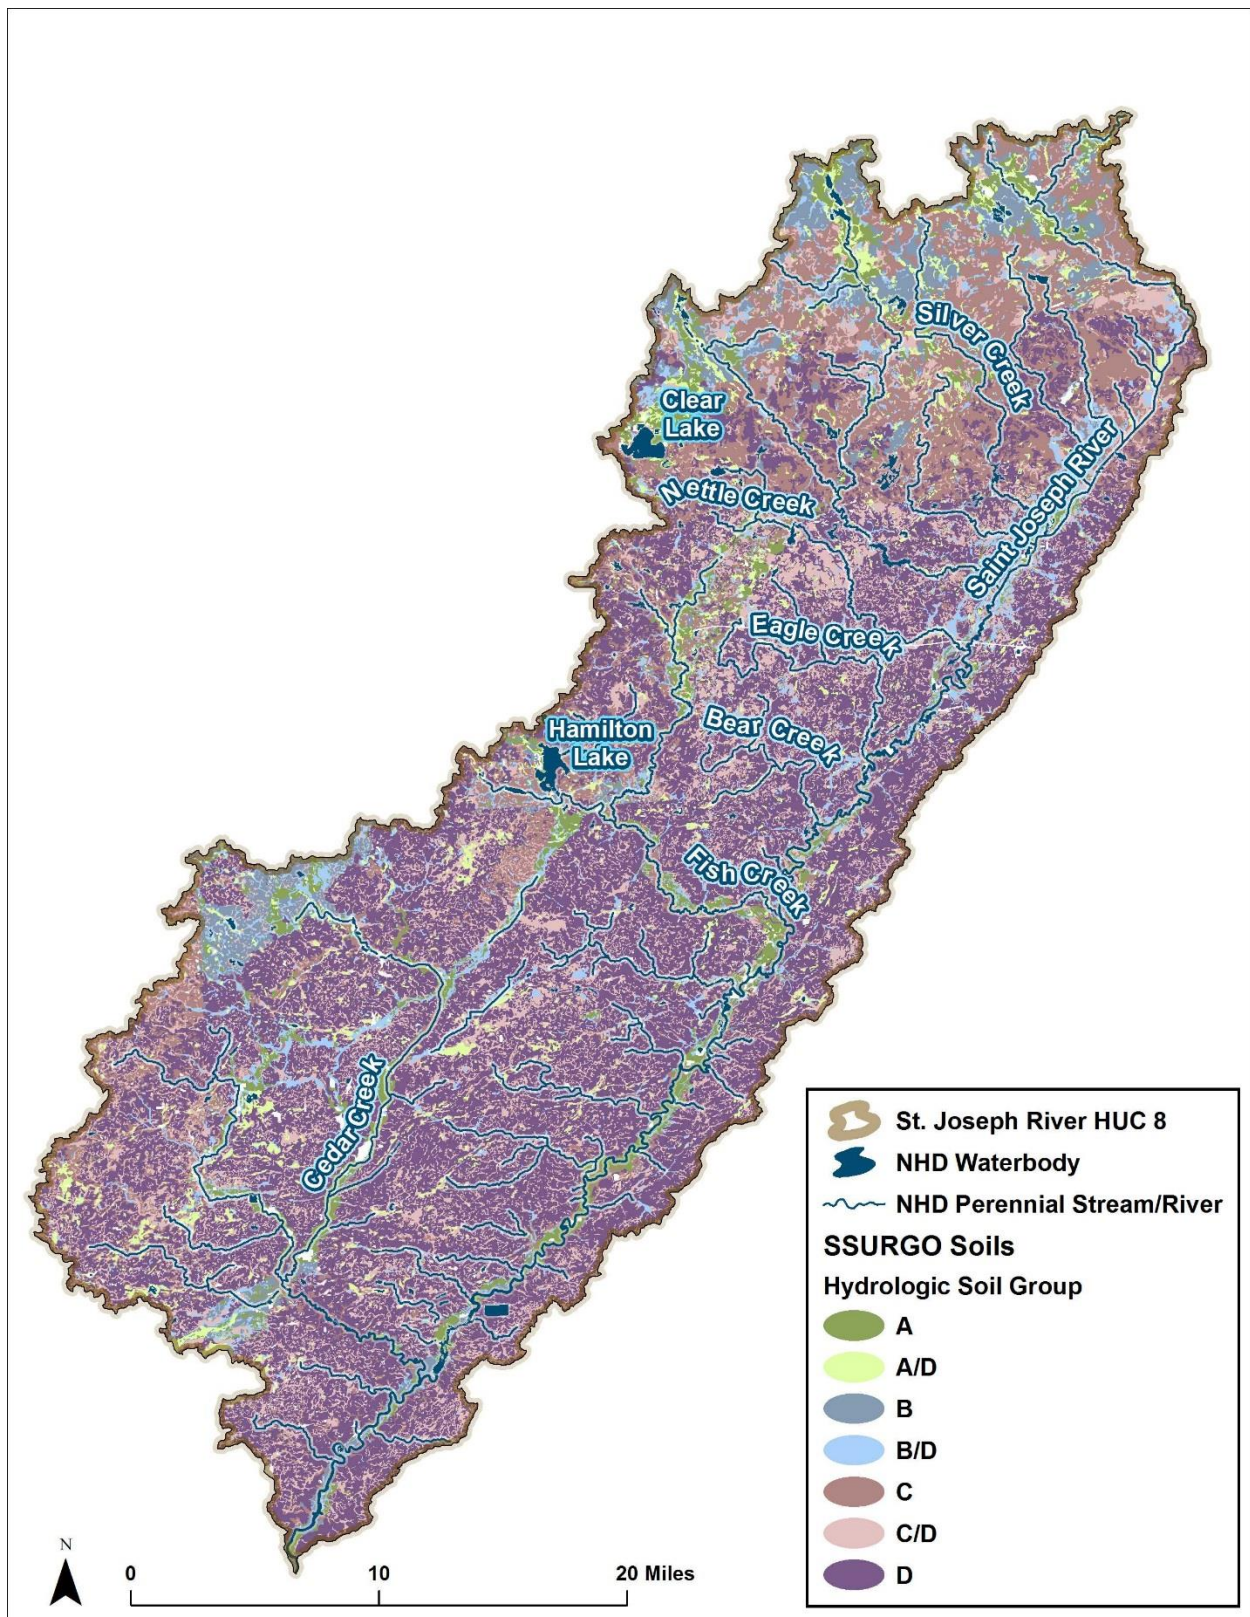 Silver Creek
Clear
Lake
Nettle Creek
Saint Joseph River
Eagle Creek
Bear Creek
Hamilton
Lake
Fish Creek
Cedar Creek
St. Joseph River HUC 8
NHD Waterbody
NHD Perennial Stream/River
SSURGO Soils
Hydrologic Soil Group
A
A/D
B
B/D
C
C/D
D
N
0 10 20 Miles